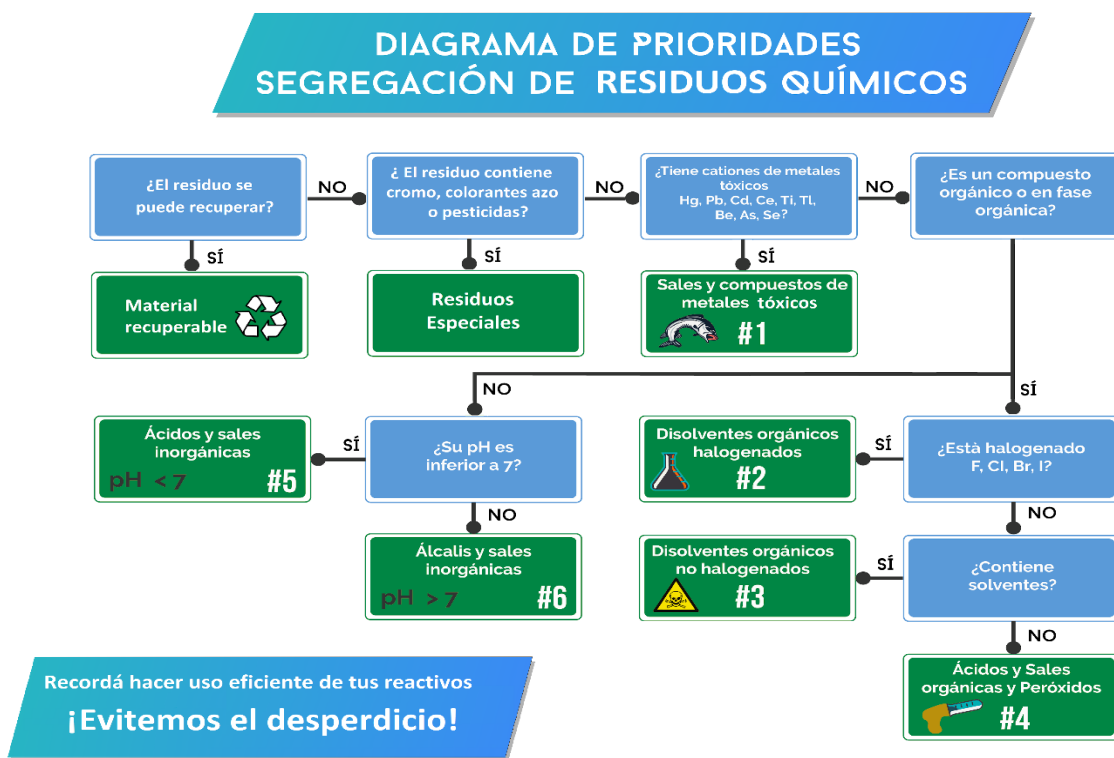 DIAGRAMA DE PRIORIDADES
SEGREGACIÓN DE RESIDUOS QUÍMICOS
¿El residuo se
puede recuperar?
NO
¿ El residuo contiene
cromo, colorantes azo
o pesticidas?
NO
¿Tiene cationes de metales
tóxicos
Hg, Pb, Cd, Ce, Ti, Tl,
Be, As, Se?
NO
¿Es un compuesto
orgánico o en fase
orgánica?
SÍ
SÍ
SÍ
Material
recuperable
Residuos
Especiales
Sales y compuestos de
metales tóxicos
#1
NO
SÍ
Ácidos y sales
inorgánicas
pH < 7
#5
SÍ
¿Su pH es
inferior a 7?
Disolventes orgánicos
halogenados
#2
SÍ
¿Està halogenado
F, Cl, Br, I?
NO
NO
Álcalis y sales
inorgánicas
pH > 7
#6
Disolventes orgánicos
no halogenados
#3
SÍ
¿Contiene
solventes?
NO
Ácidos y Sales
orgánicas y Peróxidos
#4
Recordá hacer uso eficiente de tus reactivos
¡Evitemos el desperdicio!